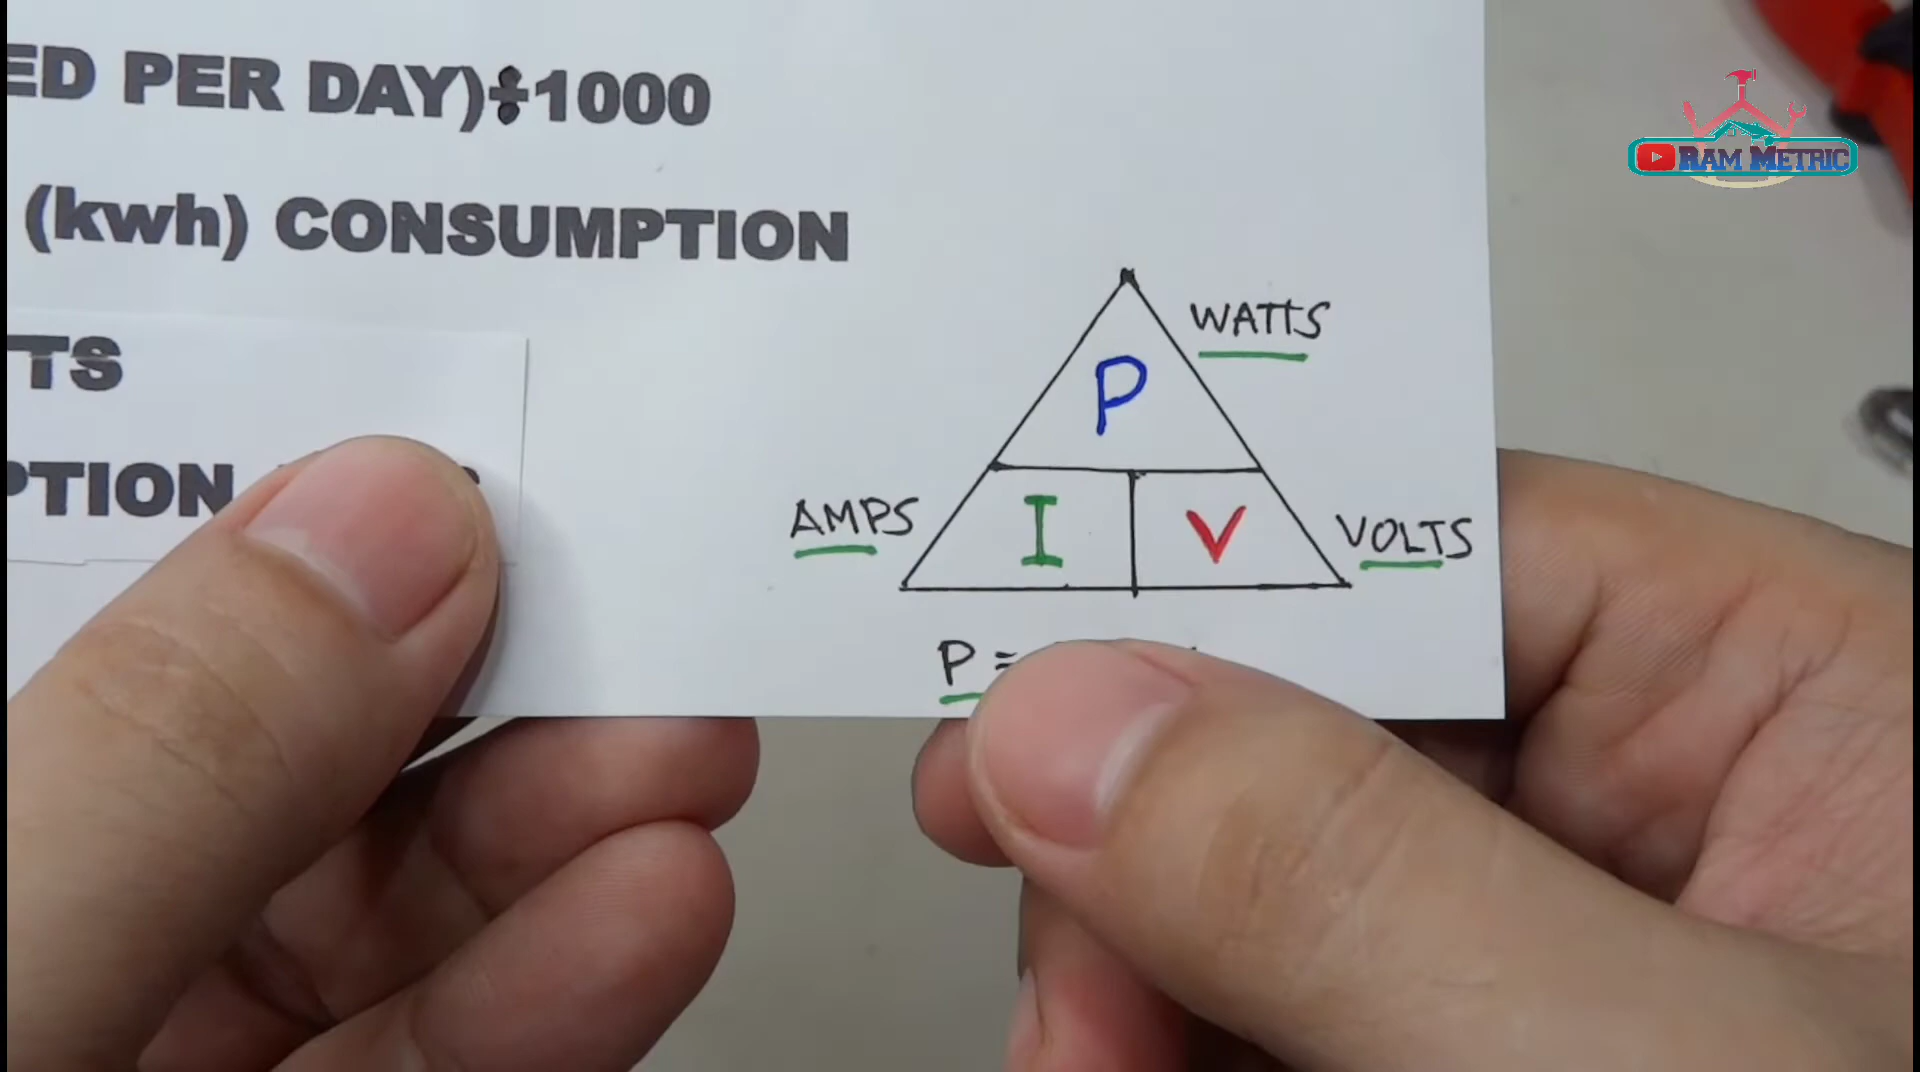 ED PER DAY)÷1000
(kwh) CONSUMPTION
TS
PTION
WATTS
P
AMPS
I
V
VOLTS
P =
RAM METRIC